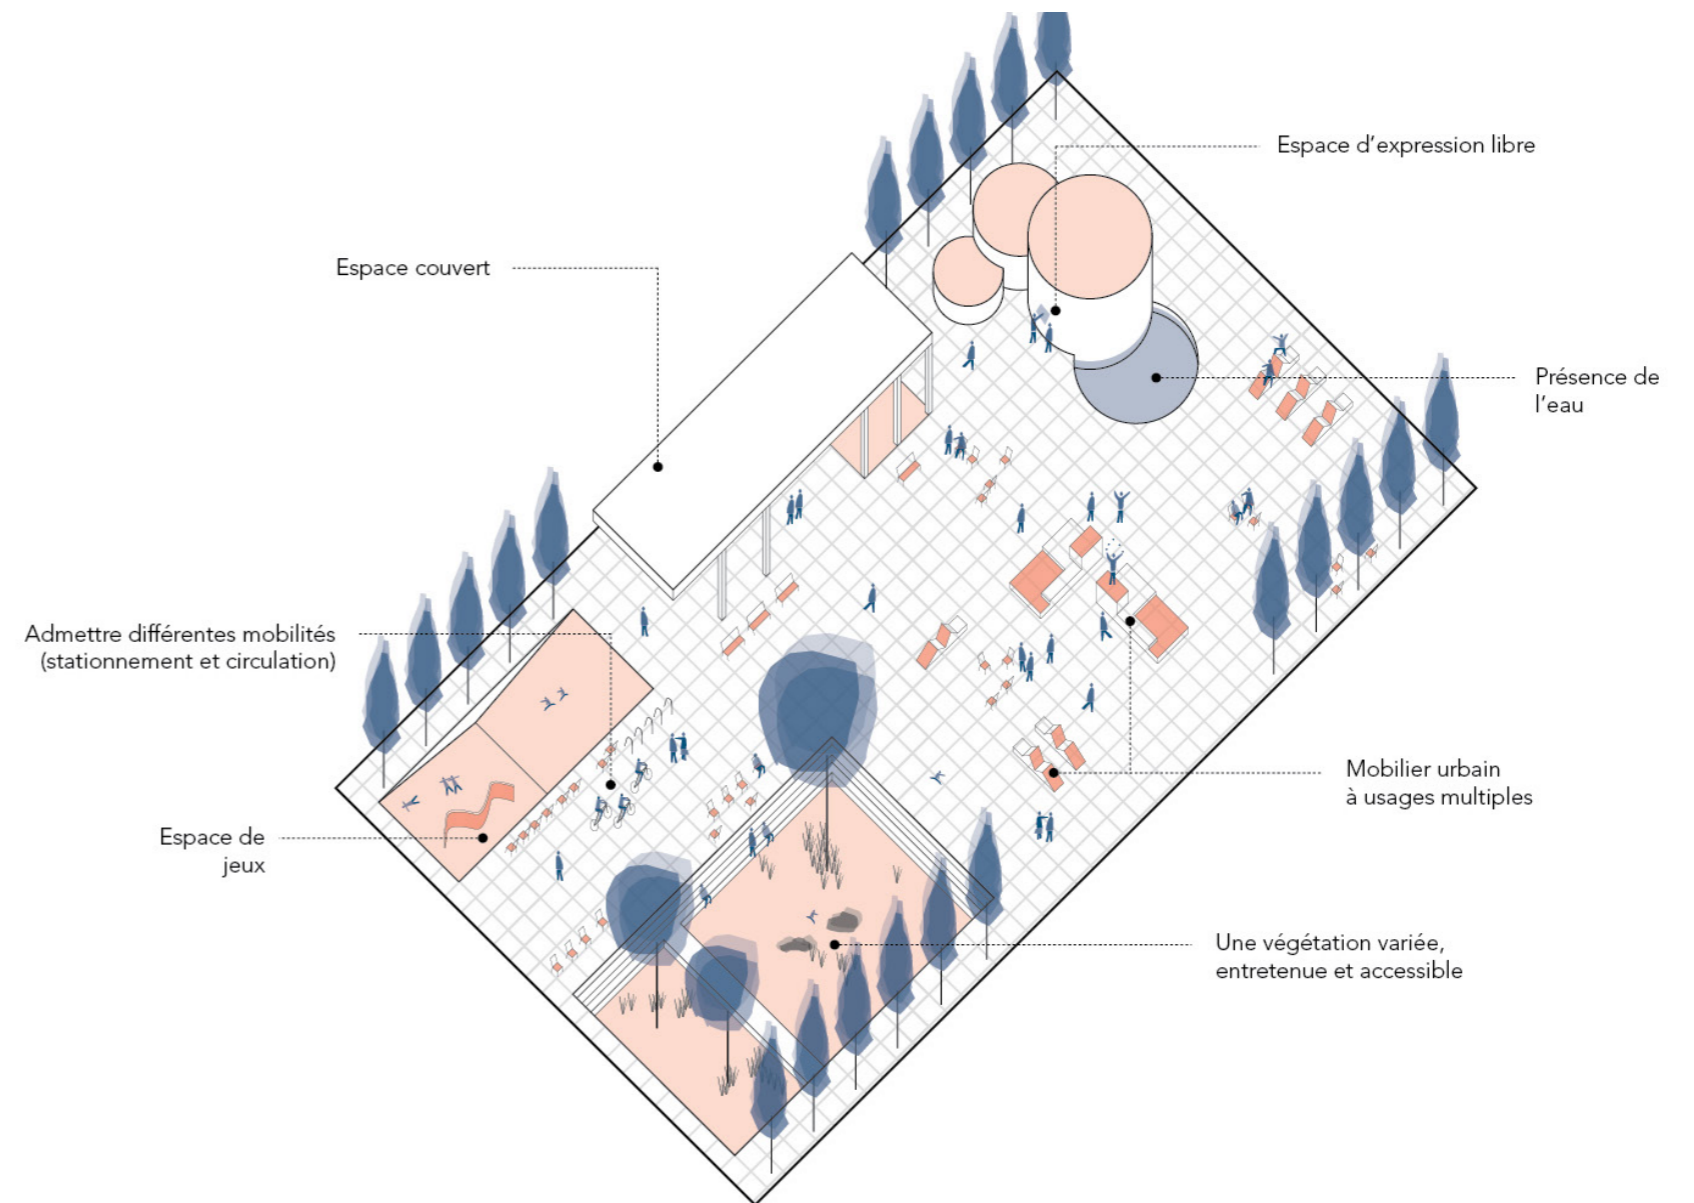 Espace d'expression libre
Espace couvert
Présence de
l'eau
Admettre différentes mobilités
(stationnement et circulation)
Mobilier urbain
à usages multiples
Espace de
jeux
Une végétation variée,
entretenue et accessible